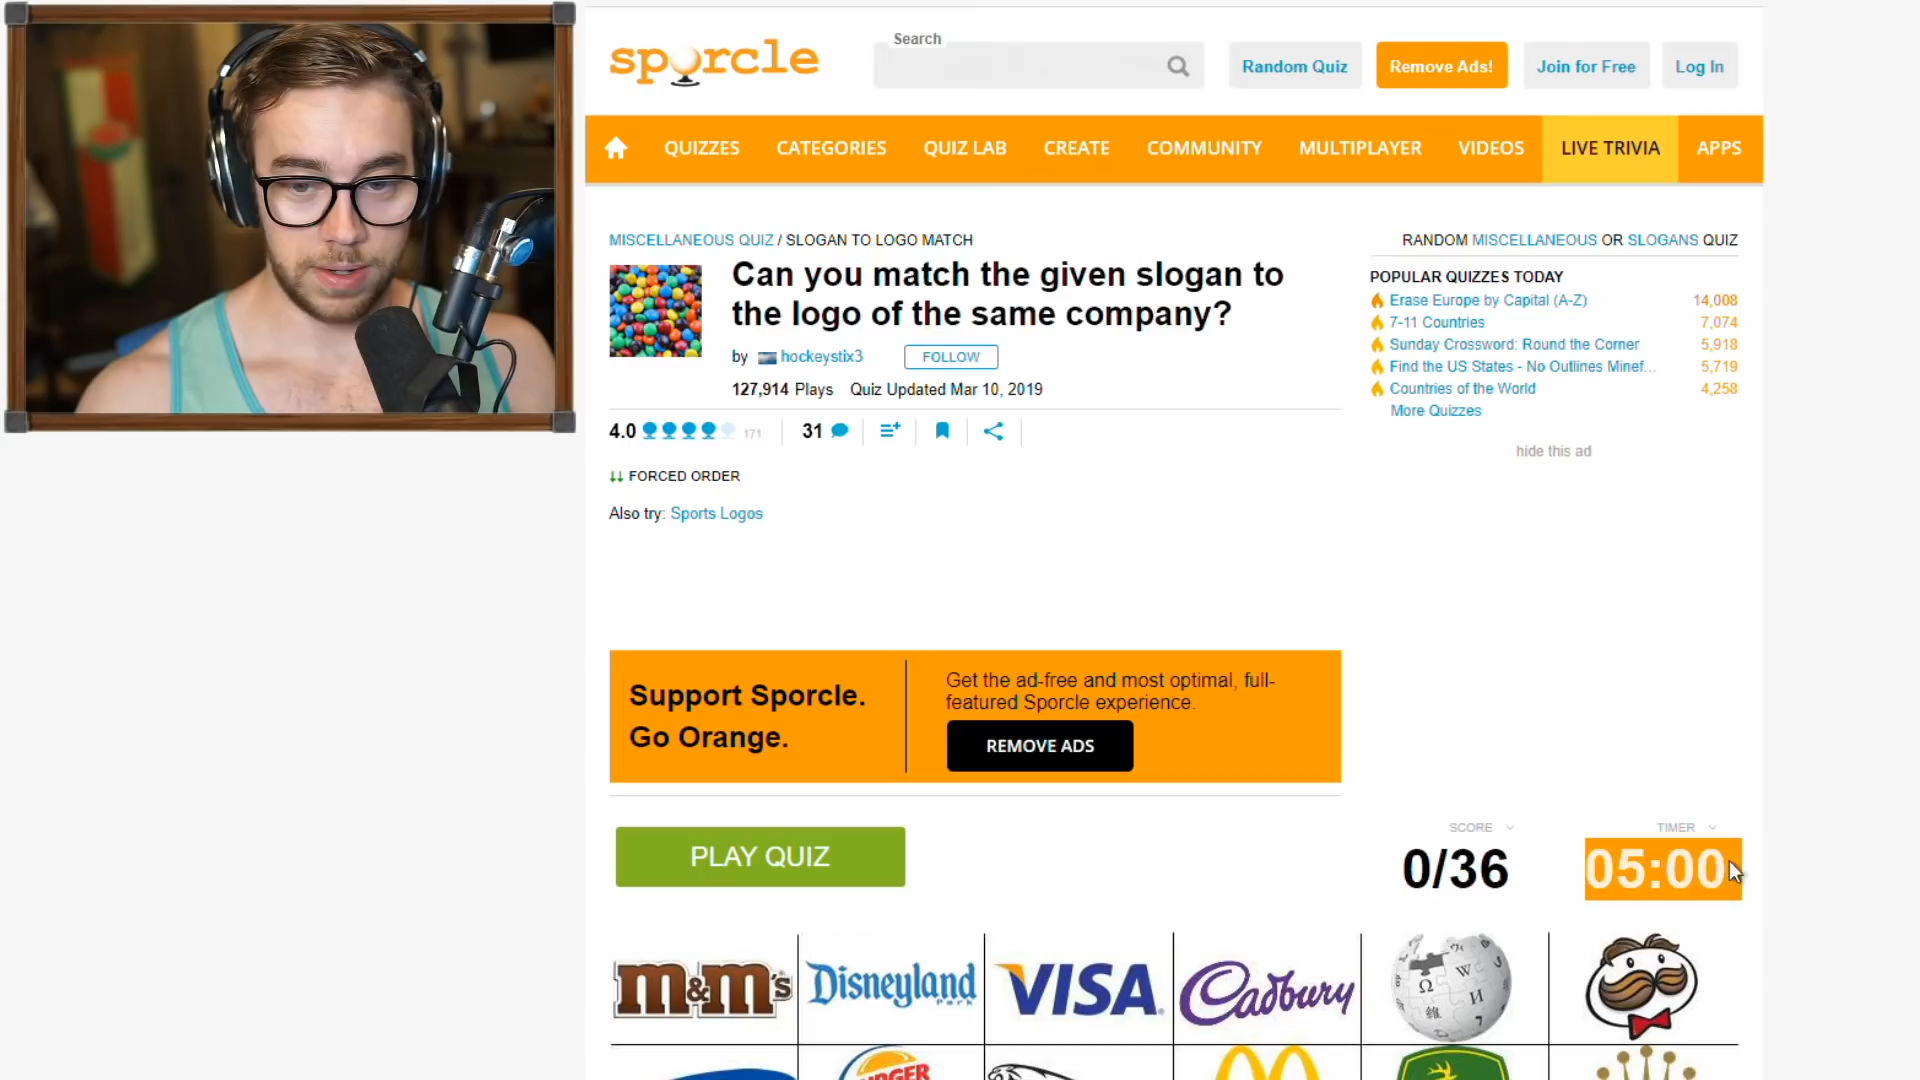 sporcle
Search
Random Quiz
Remove Ads!
Join for Free
Log In
QUIZZES
CATEGORIES
QUIZ LAB
CREATE
COMMUNITY
MULTIPLAYER
VIDEOS
LIVE TRIVIA
APPS
MISCELLANEOUS QUIZ / SLOGAN TO LOGO MATCH
Can you match the given slogan to
the logo of the same company?
by hockeystix3
FOLLOW
127,914 Plays Quiz Updated Mar 10, 2019
4.0
171
31
FORCED ORDER
Also try: Sports Logos
RANDOM MISCELLANEOUS OR SLOGANS QUIZ
POPULAR QUIZZES TODAY
Erase Europe by Capital (A-Z) 14,008
7-11 Countries 7,074
Sunday Crossword: Round the Corner 5,918
Find the US States - No Outlines Minef... 5,719
Countries of the World 4,258
More Quizzes
hide this ad
Support Sporcle.
Go Orange.
Get the ad-free and most optimal, full-
featured Sporcle experience.
REMOVE ADS
PLAY QUIZ
SCORE
0/36
TIMER
05:00
m&m's
Disneyland
Park
VISA
Cadbury
W
Ω
И